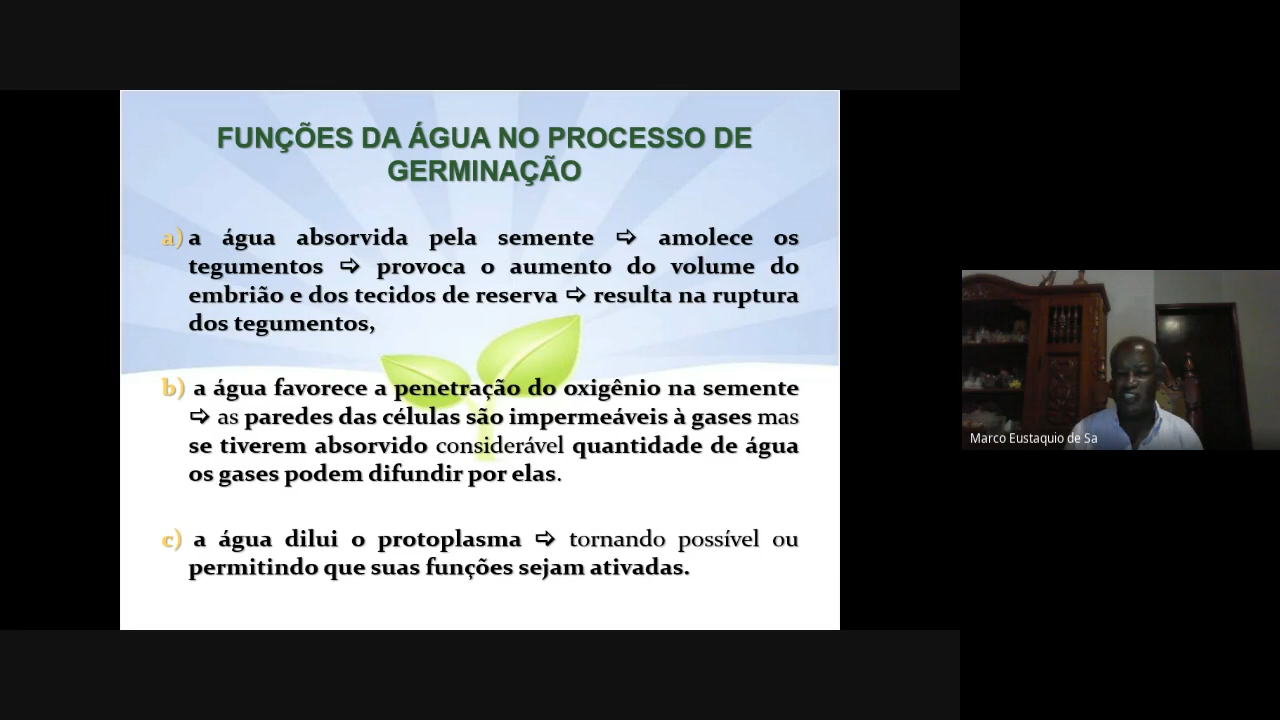 FUNÇÕES DA ÁGUA NO PROCESSO DE
GERMINAÇÃO
a) a água absorvida pela semente ⇨ amolece os
tegumentos ⇨ provoca o aumento do volume do
embrião e dos tecidos de reserva ⇨ resulta na ruptura
dos tegumentos,
b) a água favorece a penetração do oxigênio na semente
⇨ as paredes das células são impermeáveis à gases mas
se tiverem absorvido considerável quantidade de água
os gases podem difundir por elas.
c) a água dilui o protoplasma ⇨ tornando possível ou
permitindo que suas funções sejam ativadas.
Marco Eustaquio de Sa